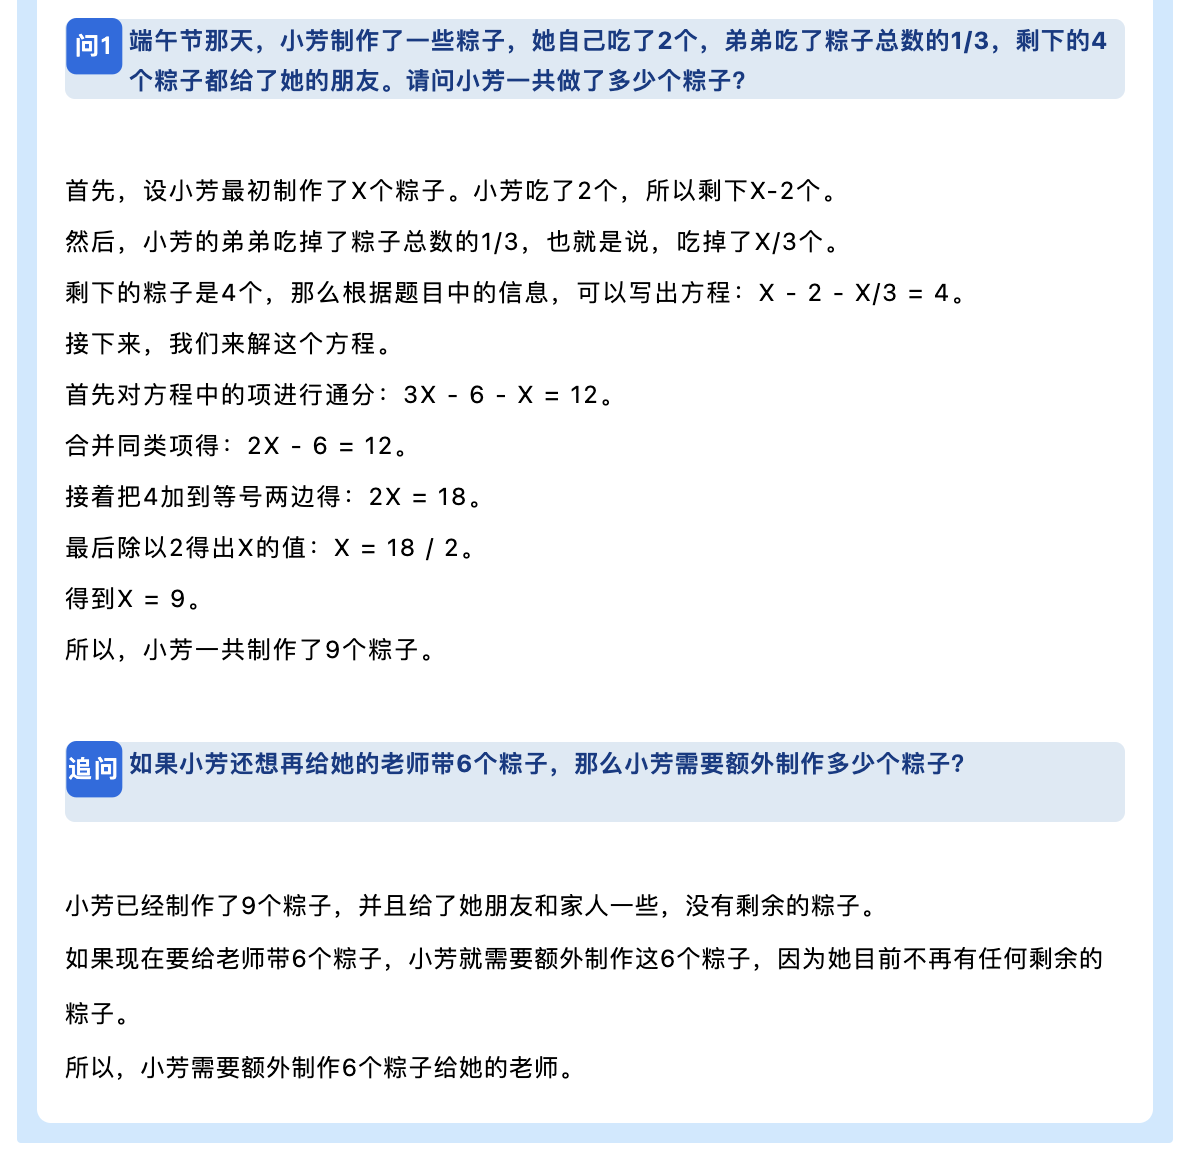 问1
端午节那天，小芳制作了一些粽子，她自己吃了2个，弟弟吃了粽子总数的1/3，剩下的4
个粽子都给了她的朋友。请问小芳一共做了多少个粽子?
首先，设小芳最初制作了X个粽子。小芳吃了2个，所以剩下X-2个。
然后，小芳的弟弟吃掉了粽子总数的1/3，也就是说，吃掉了X/3个。
剩下的粽子是4个，那么根据题目中的信息，可以写出方程：X - 2 - X/3 = 4。
接下来，我们来解这个方程。
首先对方程中的项进行通分：3X - 6 - X = 12。
合并同类项得：2X - 6 = 12。
接着把4加到等号两边得：2X = 18。
最后除以2得出X的值：X = 18 / 2。
得到X = 9。
所以，小芳一共制作了9个粽子。
追问
如果小芳还想再给她的老师带6个粽子，那么小芳需要额外制作多少个粽子?
小芳已经制作了9个粽子，并且给了她朋友和家人一些，没有剩余的粽子。
如果现在要给老师带6个粽子，小芳就需要额外制作这6个粽子，因为她目前不再有任何剩余的
粽子。
所以，小芳需要额外制作6个粽子给她的老师。